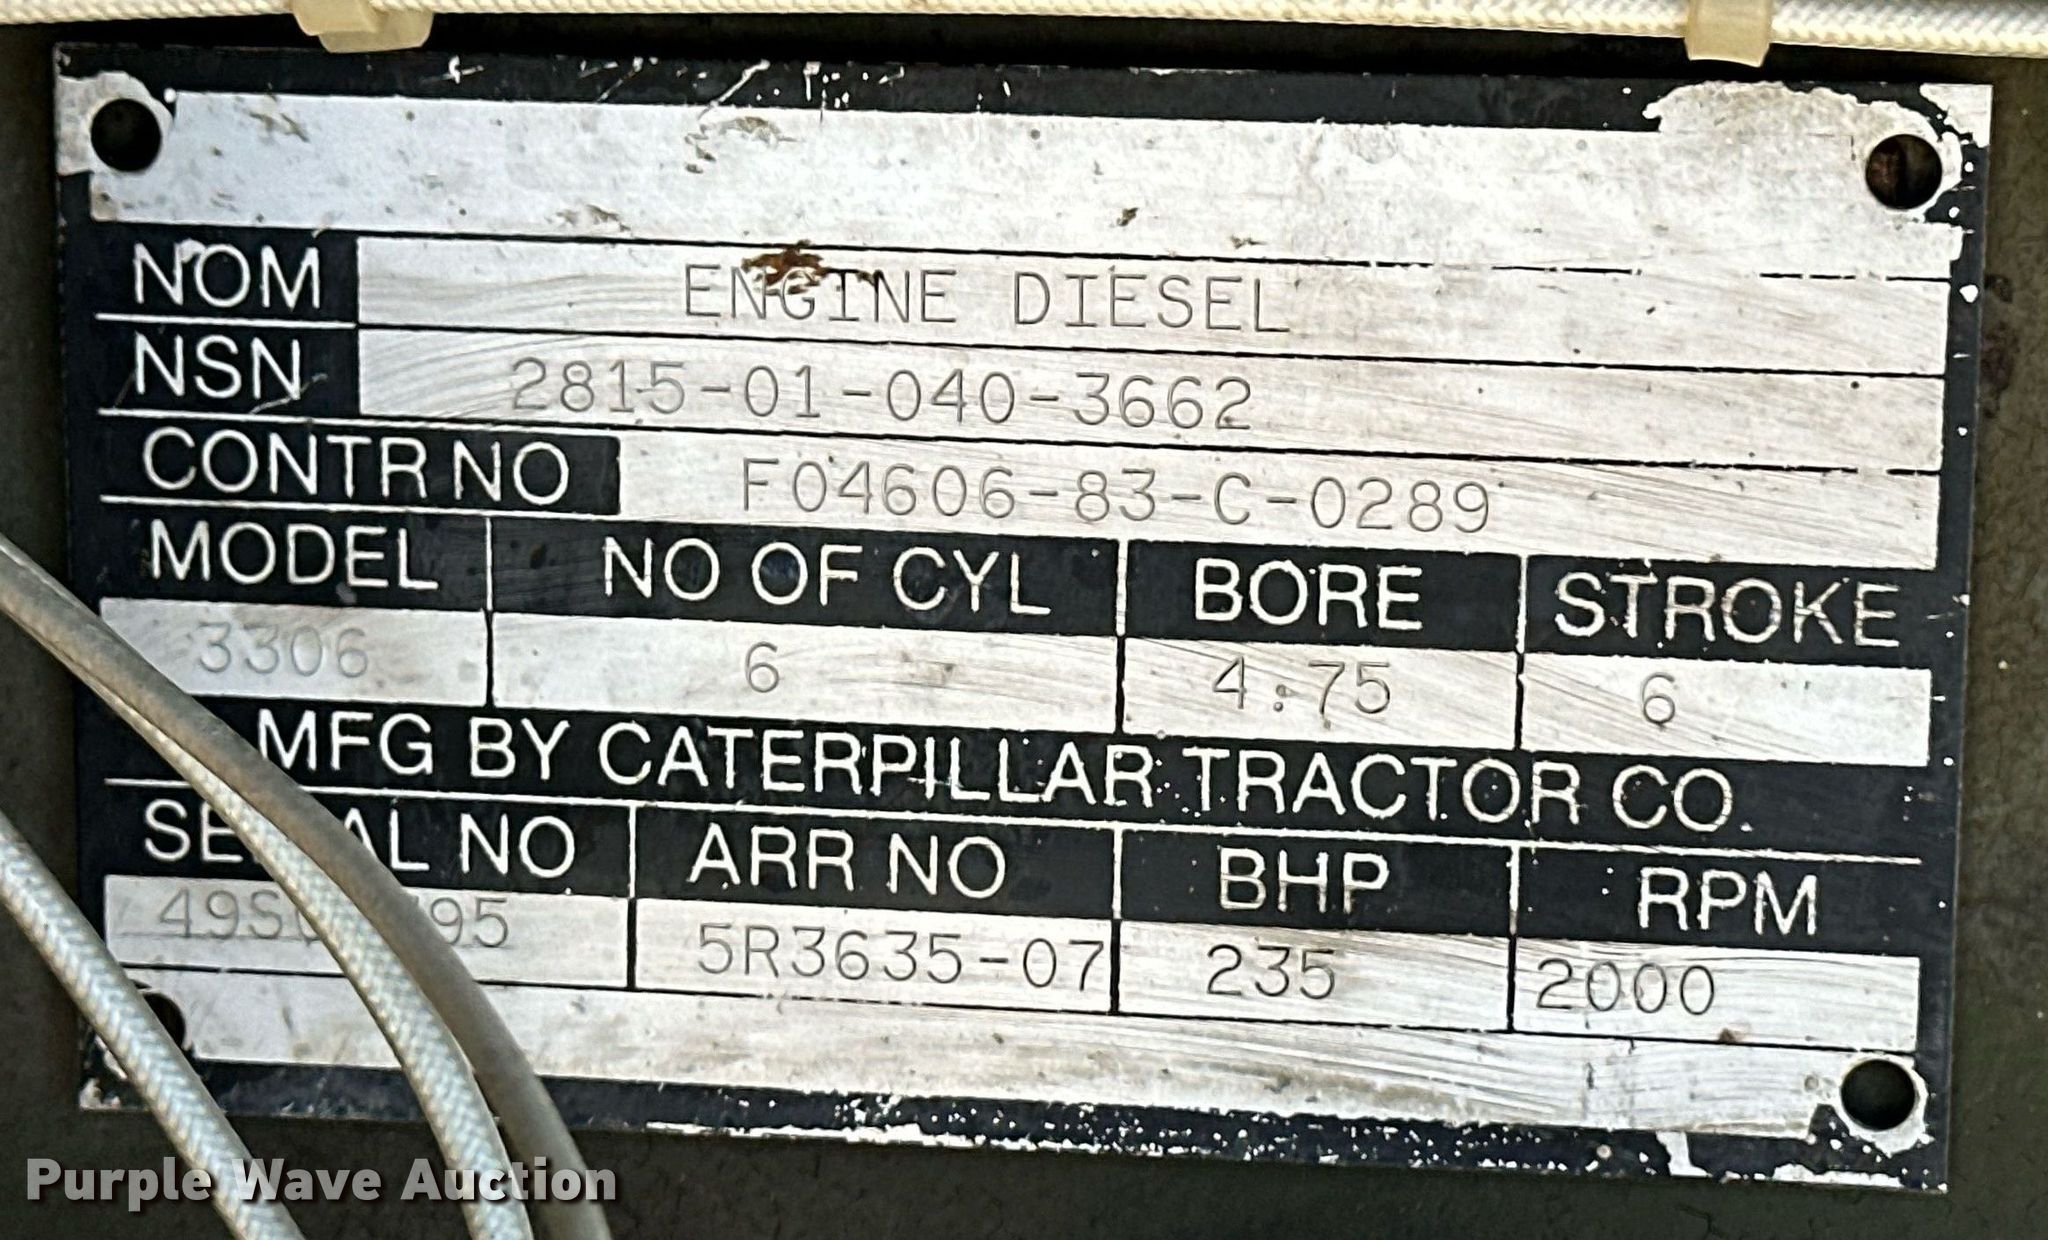 NOM ENGINE DIESEL
NSN 2815-01-040-3662
CONTR NO F04606-83-C-0289
MODEL NO OF CYL BORE STROKE
3306 6 4.75 6
MFG BY CATERPILLAR TRACTOR CO.
SERIAL NO ARR NO BHP RPM
5R3635-07 235 2000
Purple Wave Auction